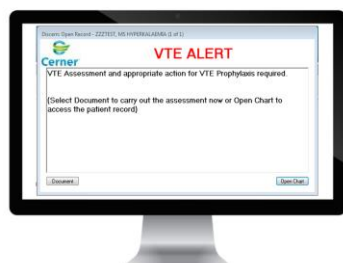 Discern: Open Record - ZZZTEST, MS HYPERKALAEMIA (1 of 1)
Cerner
VTE ALERT
VTE Assessment and appropriate action for VTE Prophylaxis required.
(Select Document to carry out the assessment now or Open Chart to
access the patient record)
Document
Open Chart